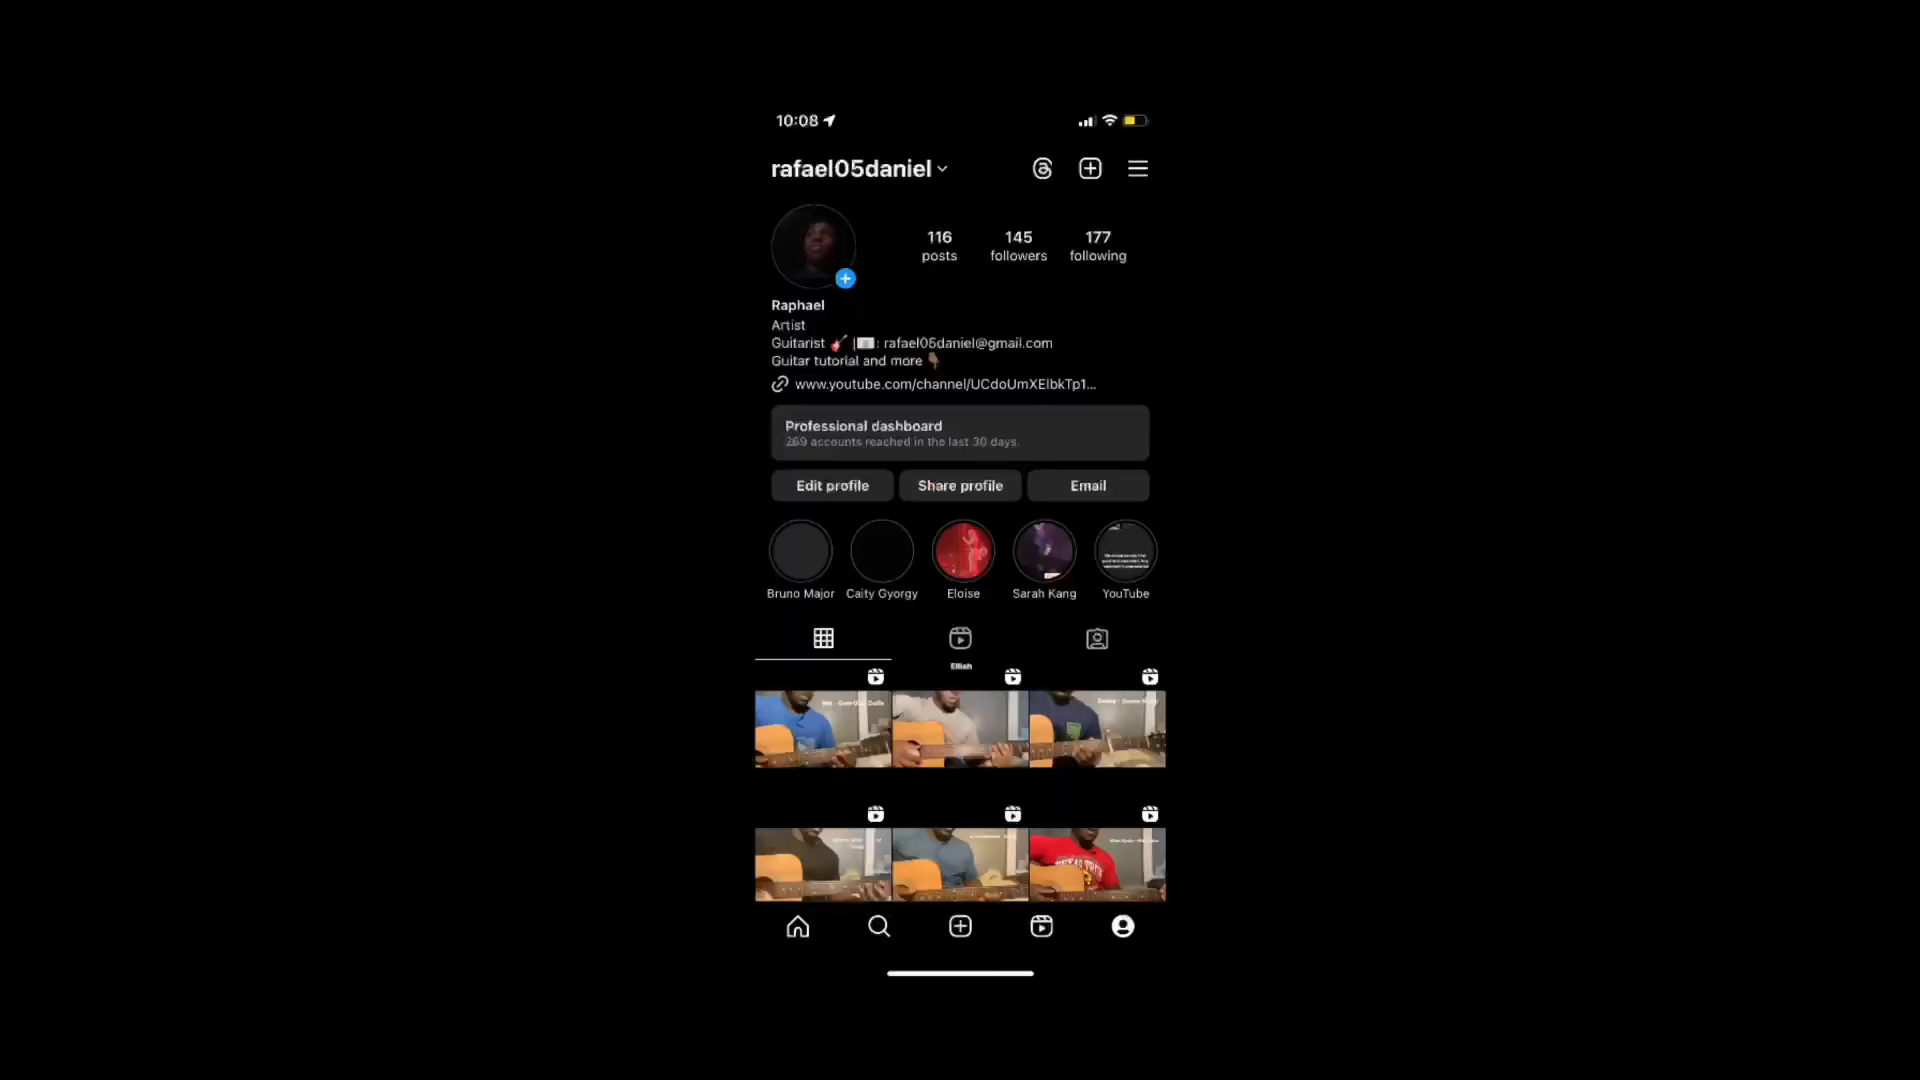 10:08
rafael05daniel
116 145 177
posts followers following
Raphael
Artist
Guitarist 🎸 |📧: rafael05daniel@gmail.com
Guitar tutorial and more 👇🏾
www.youtube.com/channel/UCdoUmXEIbkTp1...
Professional dashboard
269 accounts reached in the last 30 days.
Edit profile Share profile Email
Bruno Major Caity Gyorgy Eloise Sarah Kang YouTube